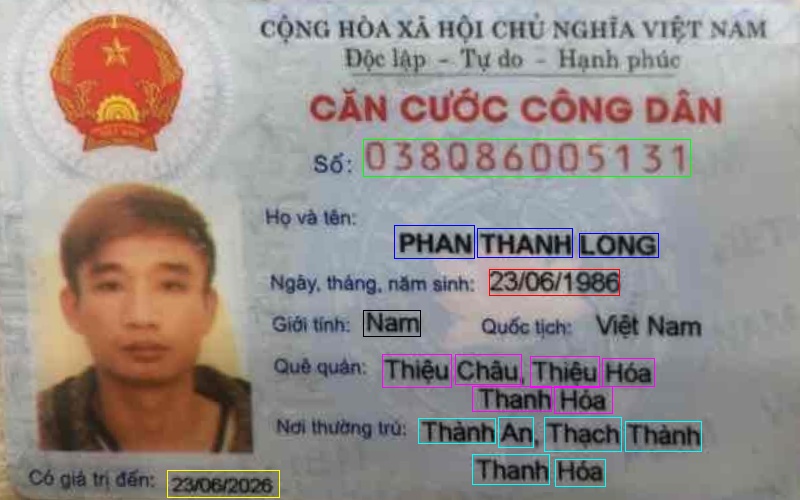 CỘNG HÒA XÃ HỘI CHỦ NGHĨA VIỆT NAM
Độc lập - Tự do - Hạnh phúc
CĂN CƯỚC CÔNG DÂN
Số: 038086005131
Họ và tên:
PHAN THANH LONG
Ngày, tháng, năm sinh: 23/06/1986
Giới tính: Nam Quốc tịch: Việt Nam
Quê quán: Thiệu Châu, Thiệu Hóa
Thanh Hóa
Nơi thường trú: Thành An, Thạch Thành
Thanh Hóa
Có giá trị đến: 23/06/2026